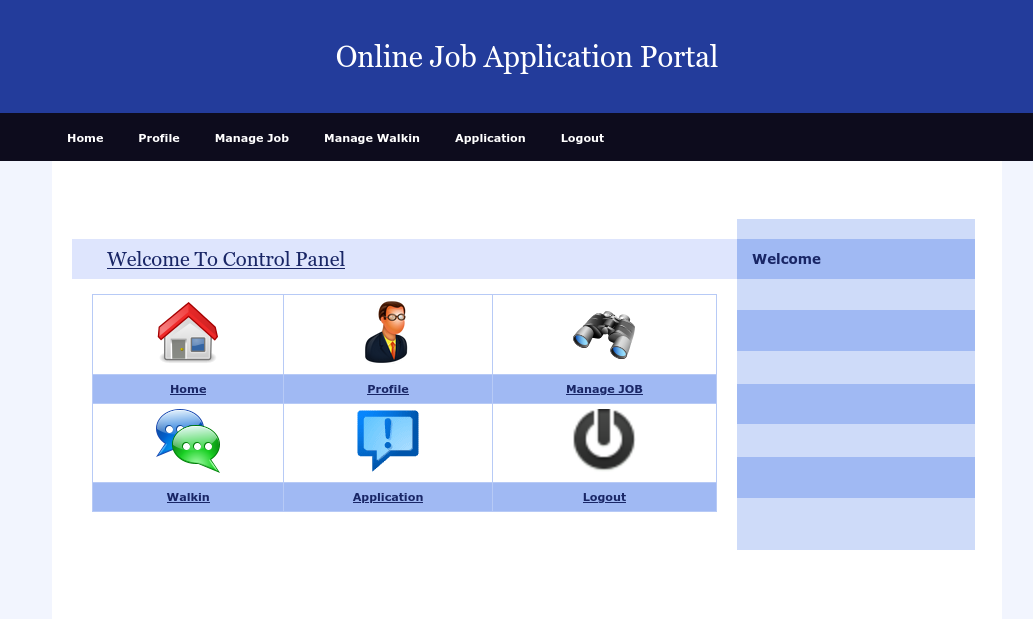 Online Job Application Portal
Home Profile Manage Job Manage Walkin Application Logout
Welcome To Control Panel
Welcome
Home Profile Manage JOB
Walkin Application Logout